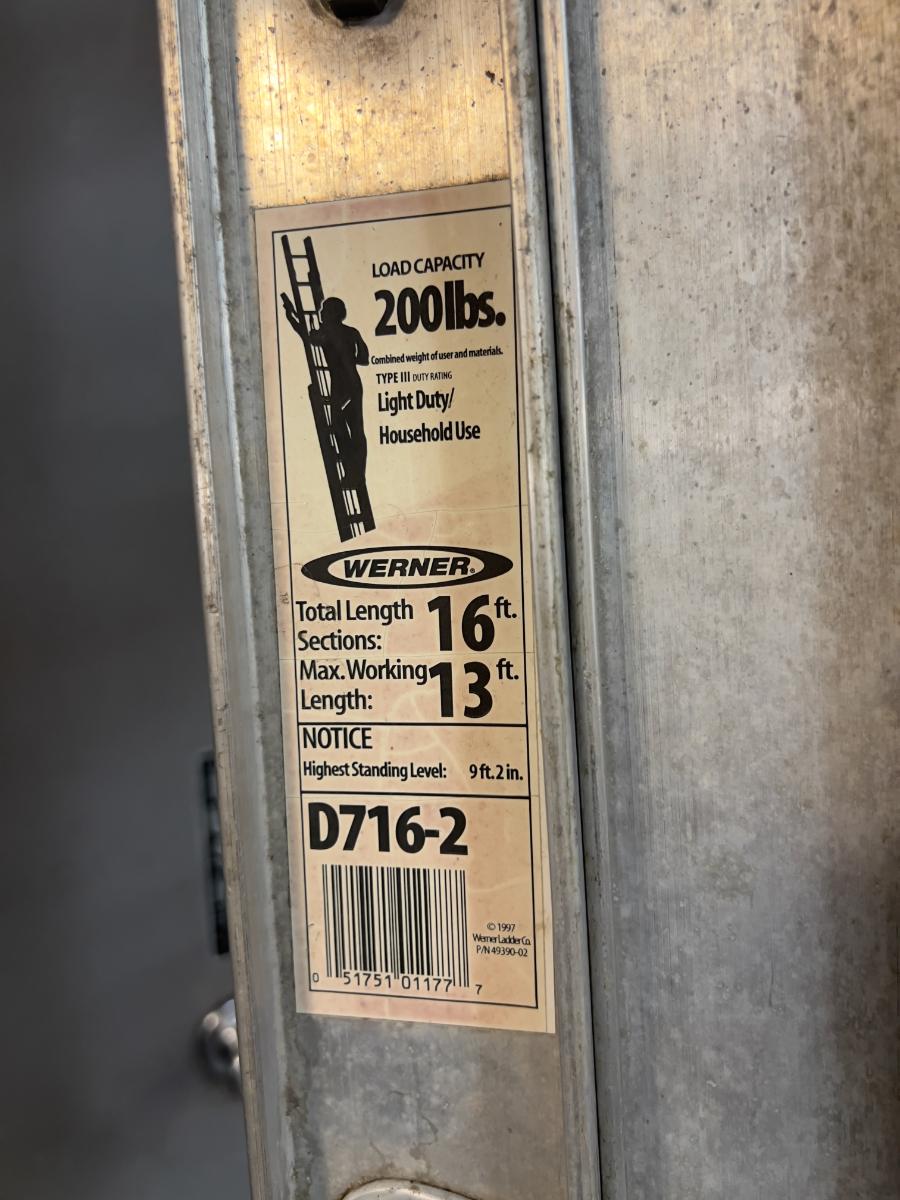 LOAD CAPACITY
200lbs.
Combined weight of user and materials.
TYPE III DUTY RATING
Light Duty/
Household Use
WERNER®
Total Length 16 ft.
Sections:
Max. Working 13 ft.
Length:
NOTICE
Highest Standing Level: 9 ft. 2 in.
D716-2
© 1997
Werner Ladder Co.
P/N 49390-02
0 51751 01177 7